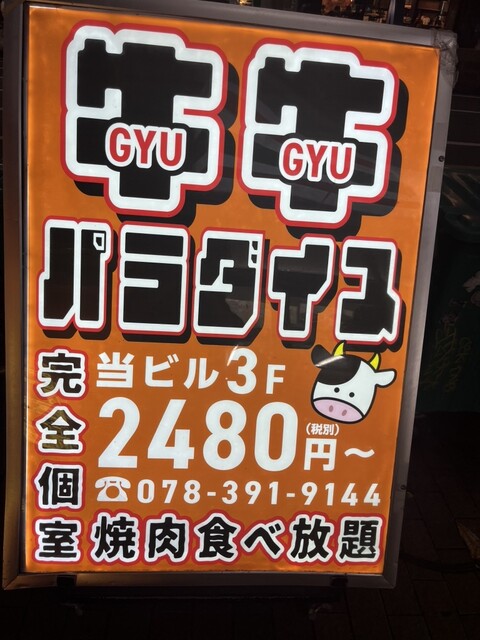 牛牛
GYU GYU
パラダイス
完全個室
当ビル3F
2480円~
(税別)
☎078-391-9144
焼肉食べ放題